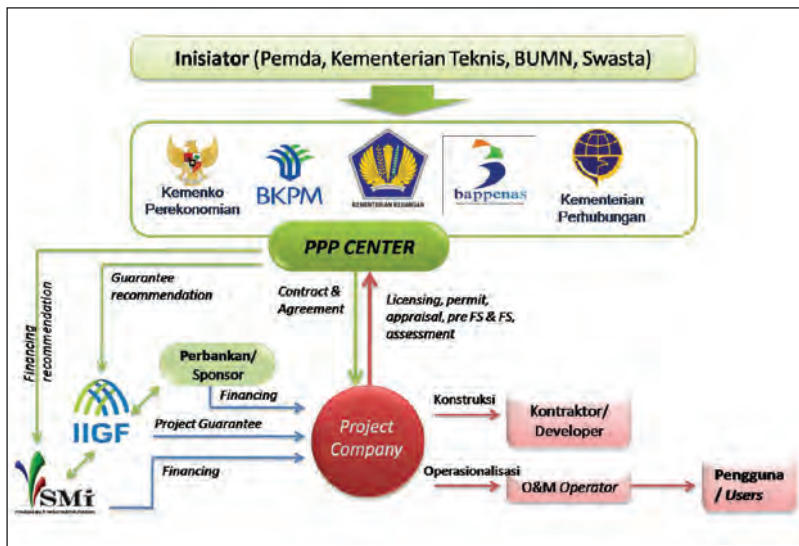 Inisiator (Pemda, Kementerian Teknis, BUMN, Swasta)
Kemenko
Perekonomian
BKPM
KEMENTERIAN KEUANGAN
bappenas
Kementerian
Perhubungan
PPP CENTER
Financing
recommendation
Guarantee
recommendation
Contract &
Agreement
Licensing, permit,
appraisal, pre FS & FS,
assessment
Perbankan/
Sponsor
Financing
IIGF
Project Guarantee
Project
Company
Konstruksi
Kontraktor/
Developer
SMi
Financing
Operasionalisasi
O&M Operator
Pengguna
/ Users